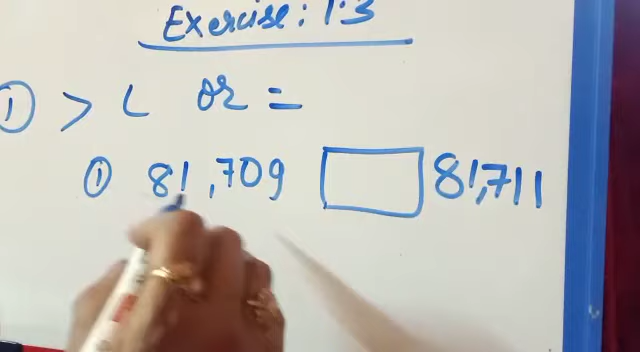 Exercise: 1.3
① > < or =
① 81,709 81,711